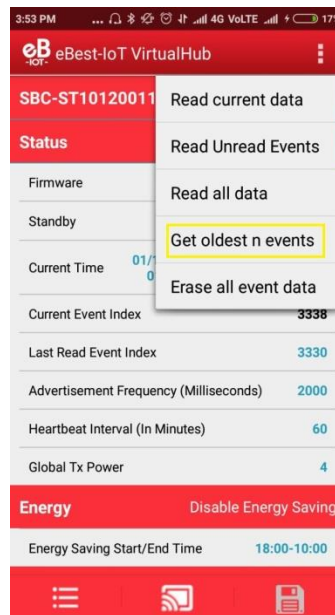 3:53 PM ... 4G VoLTE 17%
eB
-IOT-
eBest-IoT VirtualHub
SBC-ST10120011
Read current data
Status
Read Unread Events
Firmware
Read all data
Standby
Get oldest n events
Current Time 01/
0
Erase all event data
Current Event Index 3338
Last Read Event Index 3330
Advertisement Frequency (Milliseconds) 2000
Heartbeat Interval (In Minutes) 60
Global Tx Power 4
Energy Disable Energy Saving
Energy Saving Start/End Time 18:00-10:00